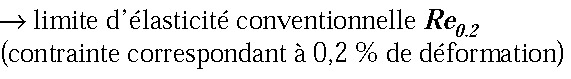 → limite d’élasticité conventionnelle Re0.2
(contrainte correspondant à 0,2 % de déformation)